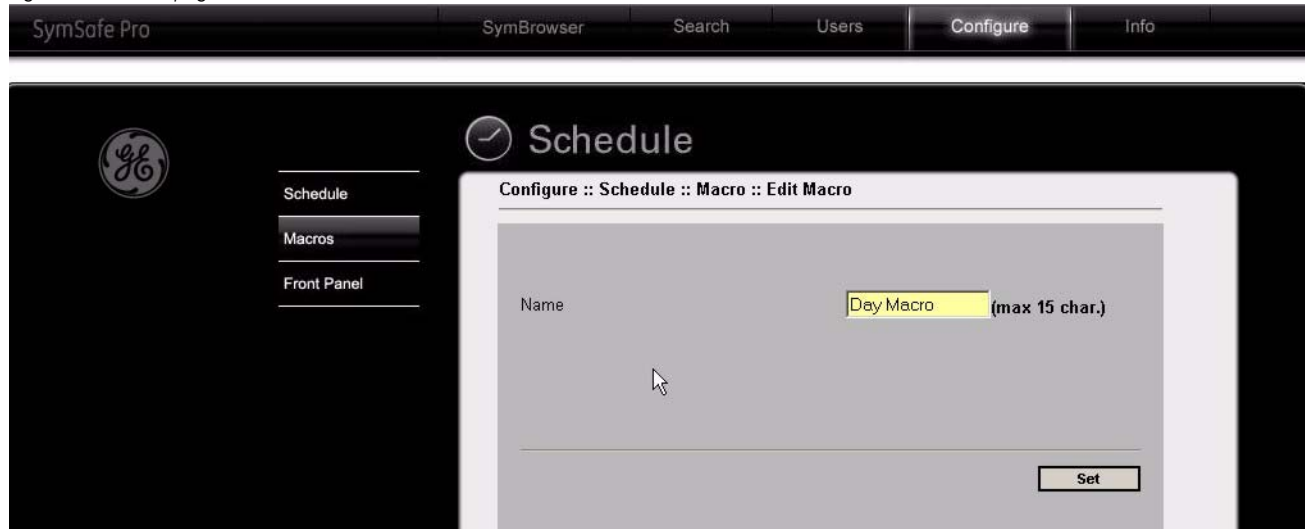 SymSafe Pro SymBrowser Search Users Configure Info
GE
Schedule
Configure :: Schedule :: Macro :: Edit Macro
Schedule
Macros
Front Panel
Name Day Macro (max 15 char.)
Set